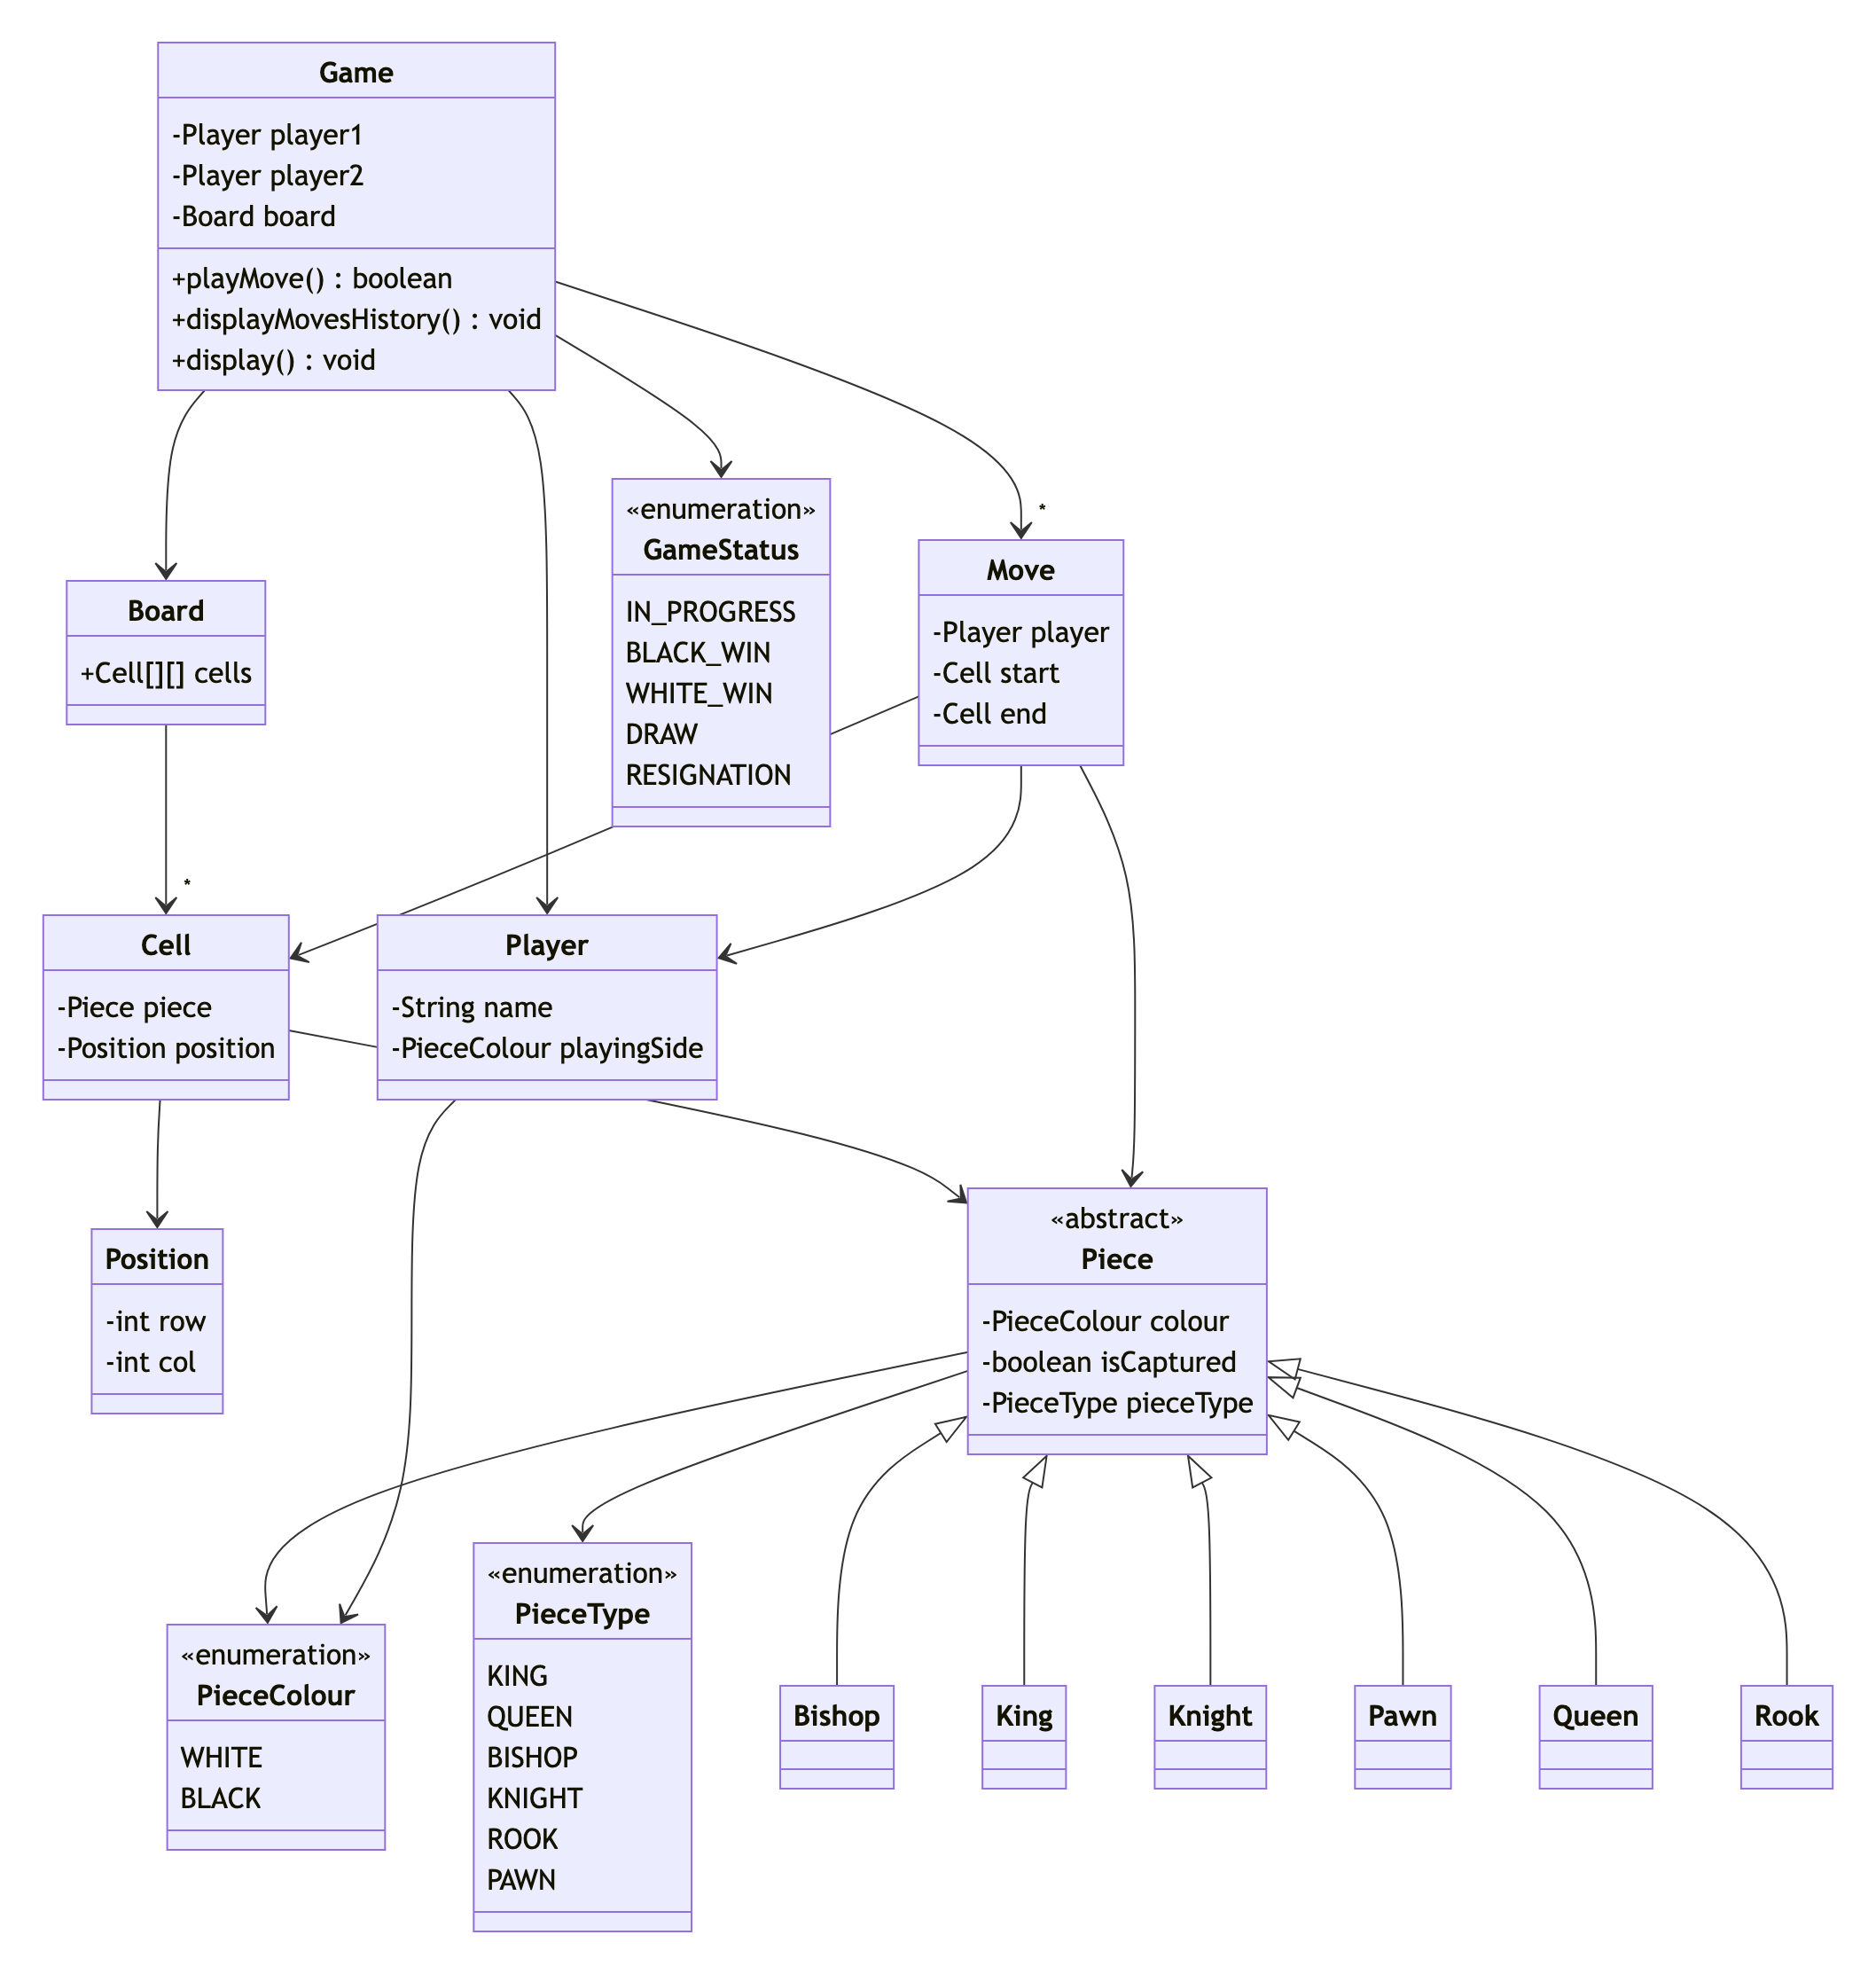 Game
-Player player1
-Player player2
-Board board
+playMove() : boolean
+displayMovesHistory() : void
+display() : void
«enumeration»
GameStatus
IN_PROGRESS
BLACK_WIN
WHITE_WIN
DRAW
RESIGNATION
*
Move
-Player player
-Cell start
-Cell end
Board
+Cell[][] cells
*
Cell
-Piece piece
-Position position
Player
-String name
-PieceColour playingSide
Position
-int row
-int col
«abstract»
Piece
-PieceColour colour
-boolean isCaptured
-PieceType pieceType
«enumeration»
PieceColour
WHITE
BLACK
«enumeration»
PieceType
KING
QUEEN
BISHOP
KNIGHT
ROOK
PAWN
Bishop
King
Knight
Pawn
Queen
Rook